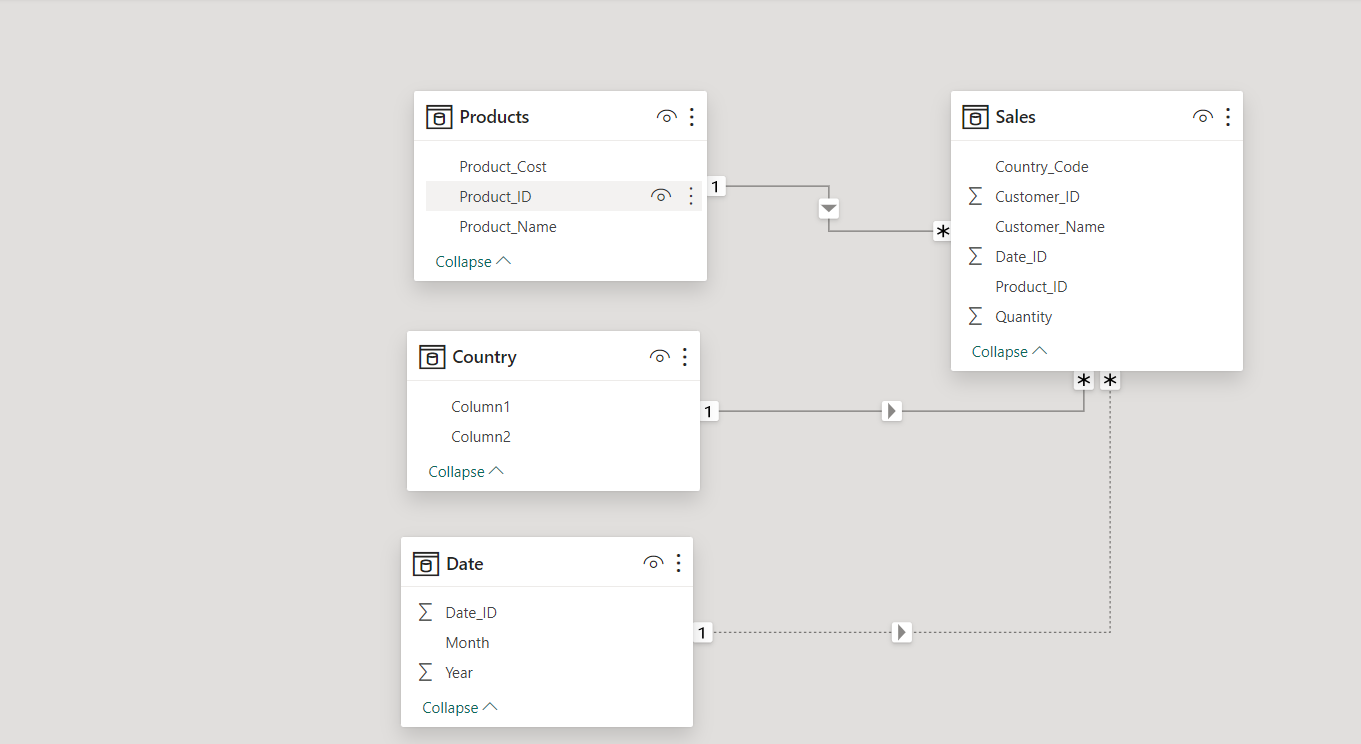 Products
Product_Cost
Product_ID
Product_Name
Collapse
1
*
Sales
Country_Code
Σ Customer_ID
Customer_Name
Σ Date_ID
Product_ID
Σ Quantity
Collapse
* *
Country
Column1
Column2
Collapse
1
Date
Σ Date_ID
Month
Σ Year
Collapse
1